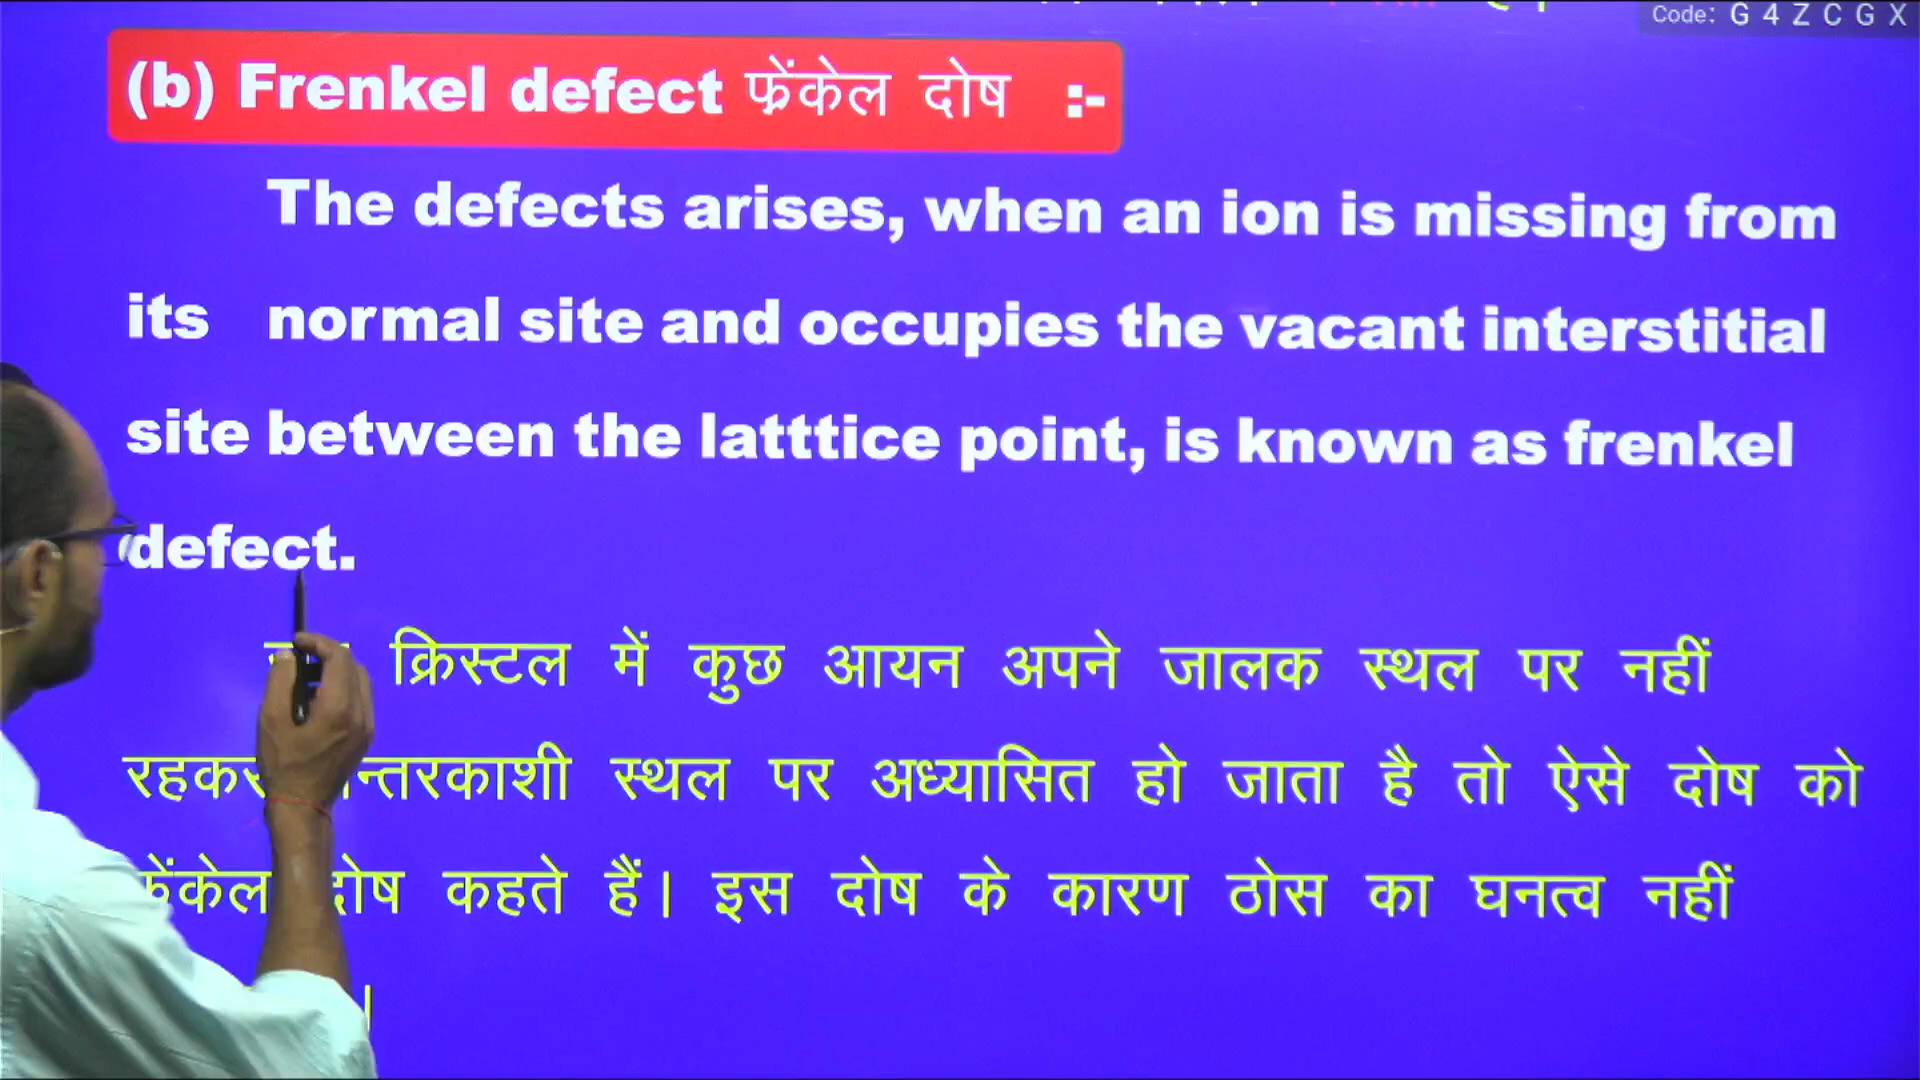 Code: G 4 Z C G X
(b) Frenkel defect फ्रेंकेल दोष :-
The defects arises, when an ion is missing from
its normal site and occupies the vacant interstitial
site between the latttice point, is known as frenkel
defect.
क्रिस्टल में कुछ आयन अपने जालक स्थल पर नहीं
स्थल पर अध्यासित हो जाता है तो ऐसे दोष को
दोष कहते हैं। इस दोष के कारण ठोस का घनत्व नहीं
।